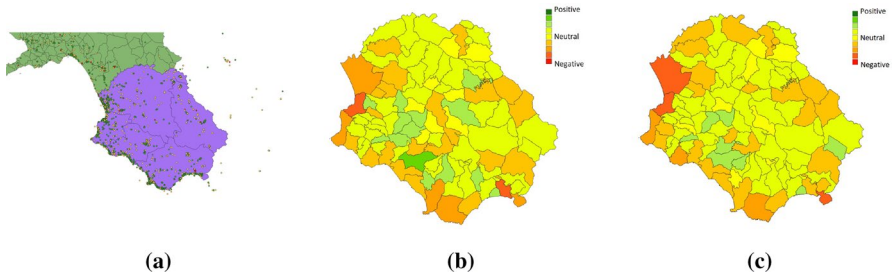 Positive
Neutral
Negative
Positive
Neutral
Negative
(a)
(b)
(c)